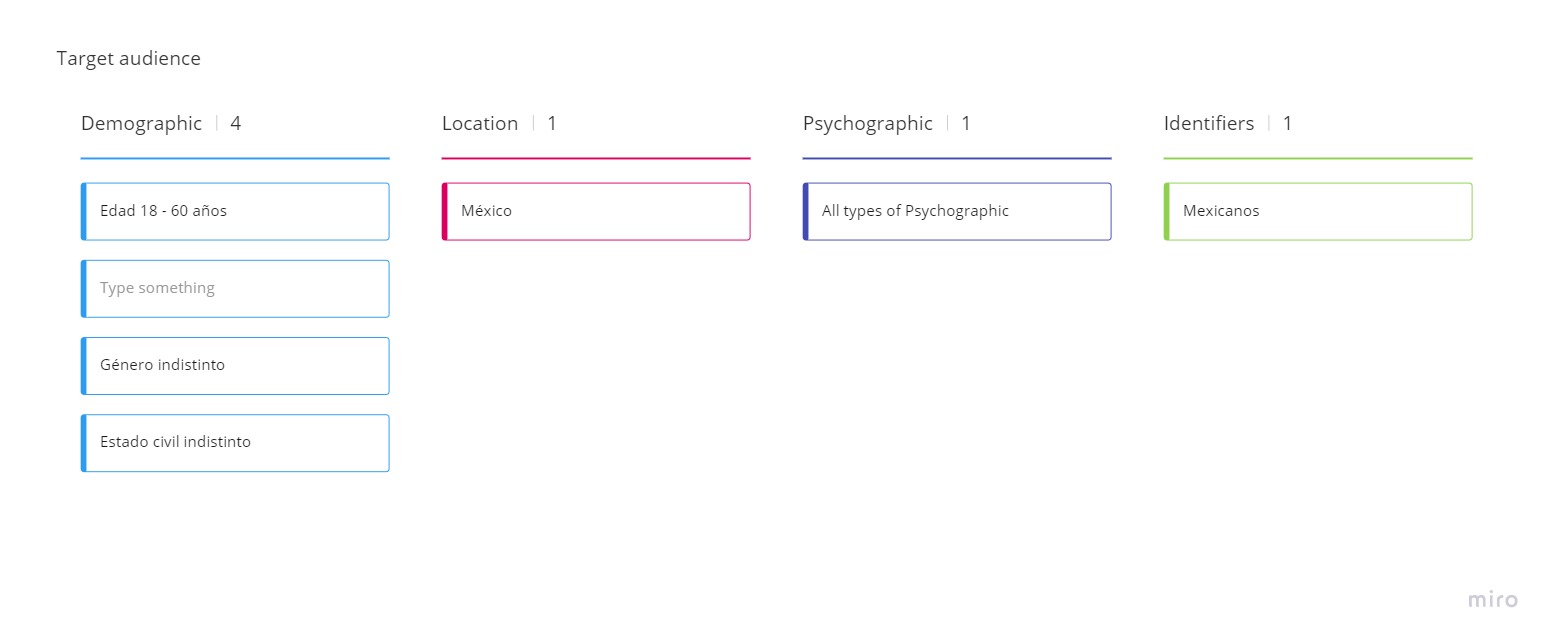 Target audience
Demographic | 4
Edad 18 - 60 años
Type something
Género indistinto
Estado civil indistinto
Location | 1
México
Psychographic | 1
All types of Psychographic
Identifiers | 1
Mexicanos
miro